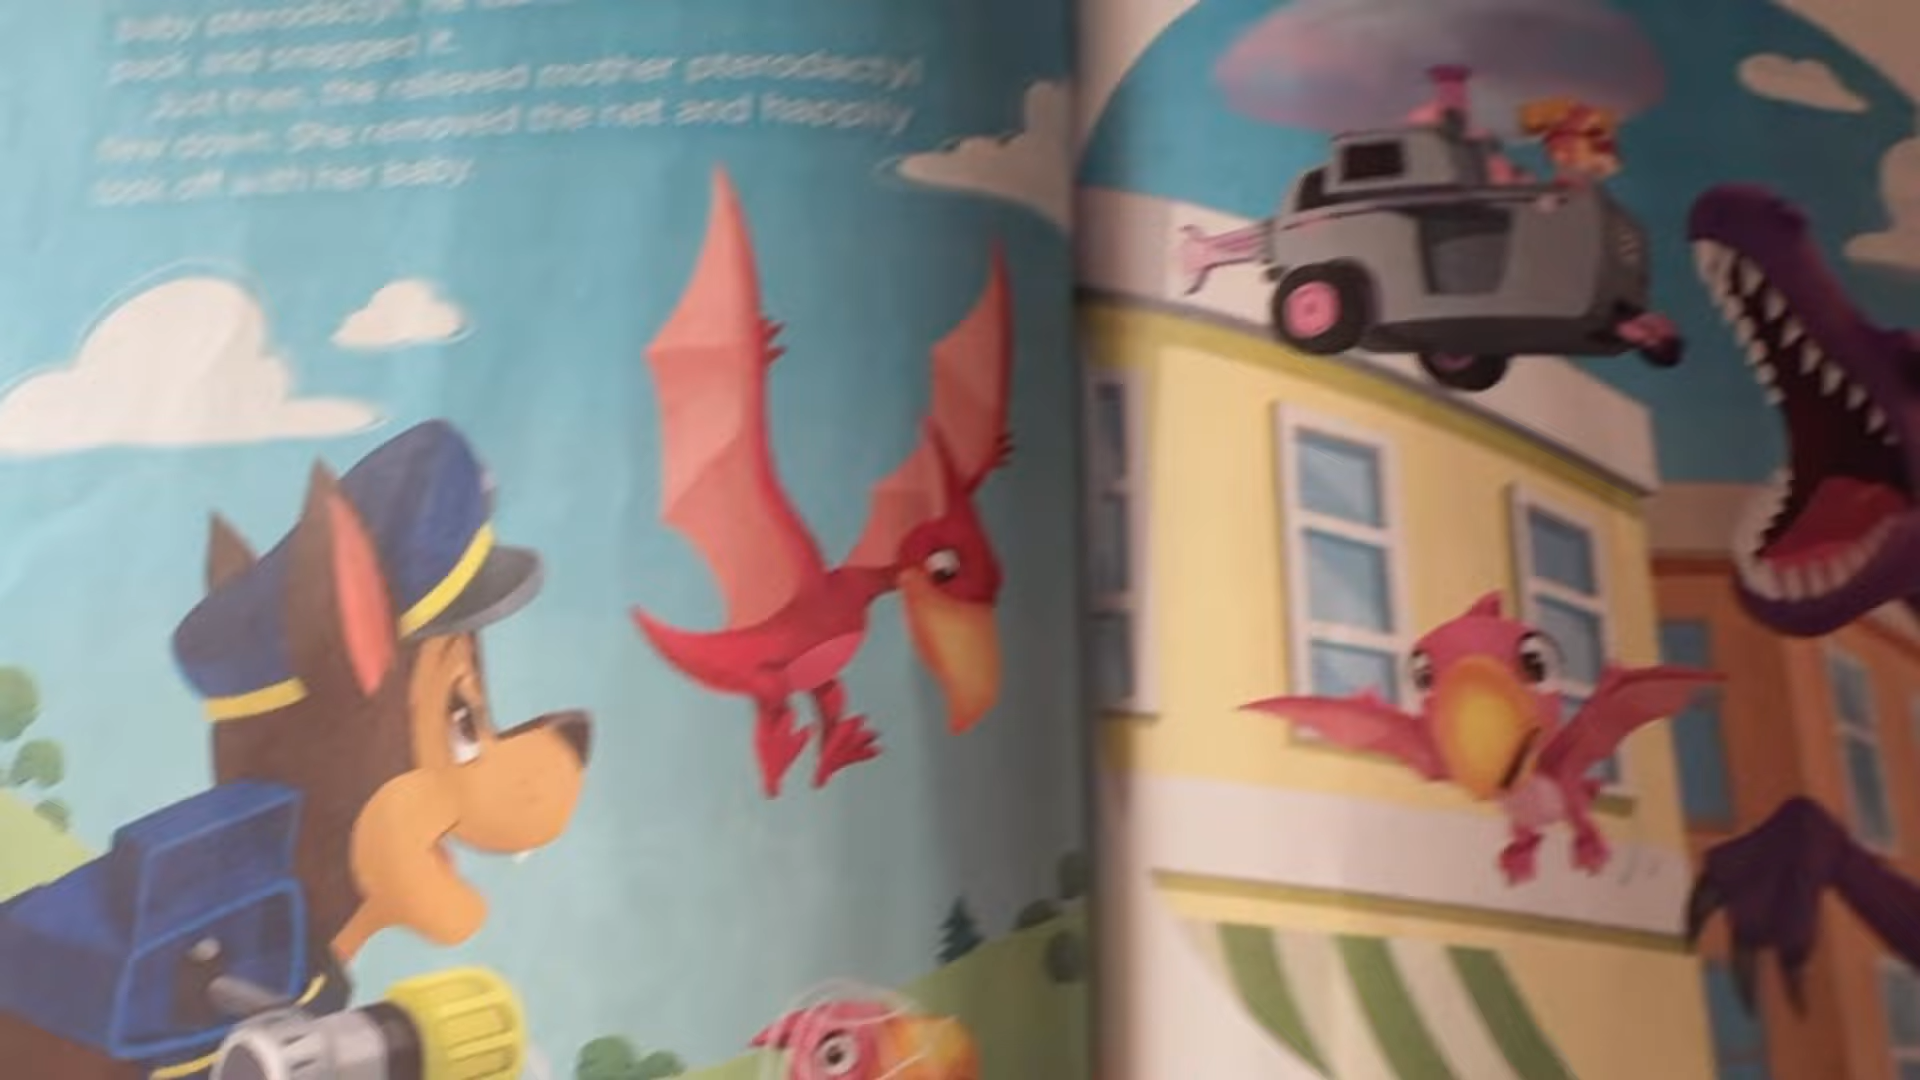 baby pterodactyl
pack and snagged it.
Just then, the relieved mother pterodactyl
flew down. She removed the net and happily
took off with her baby.